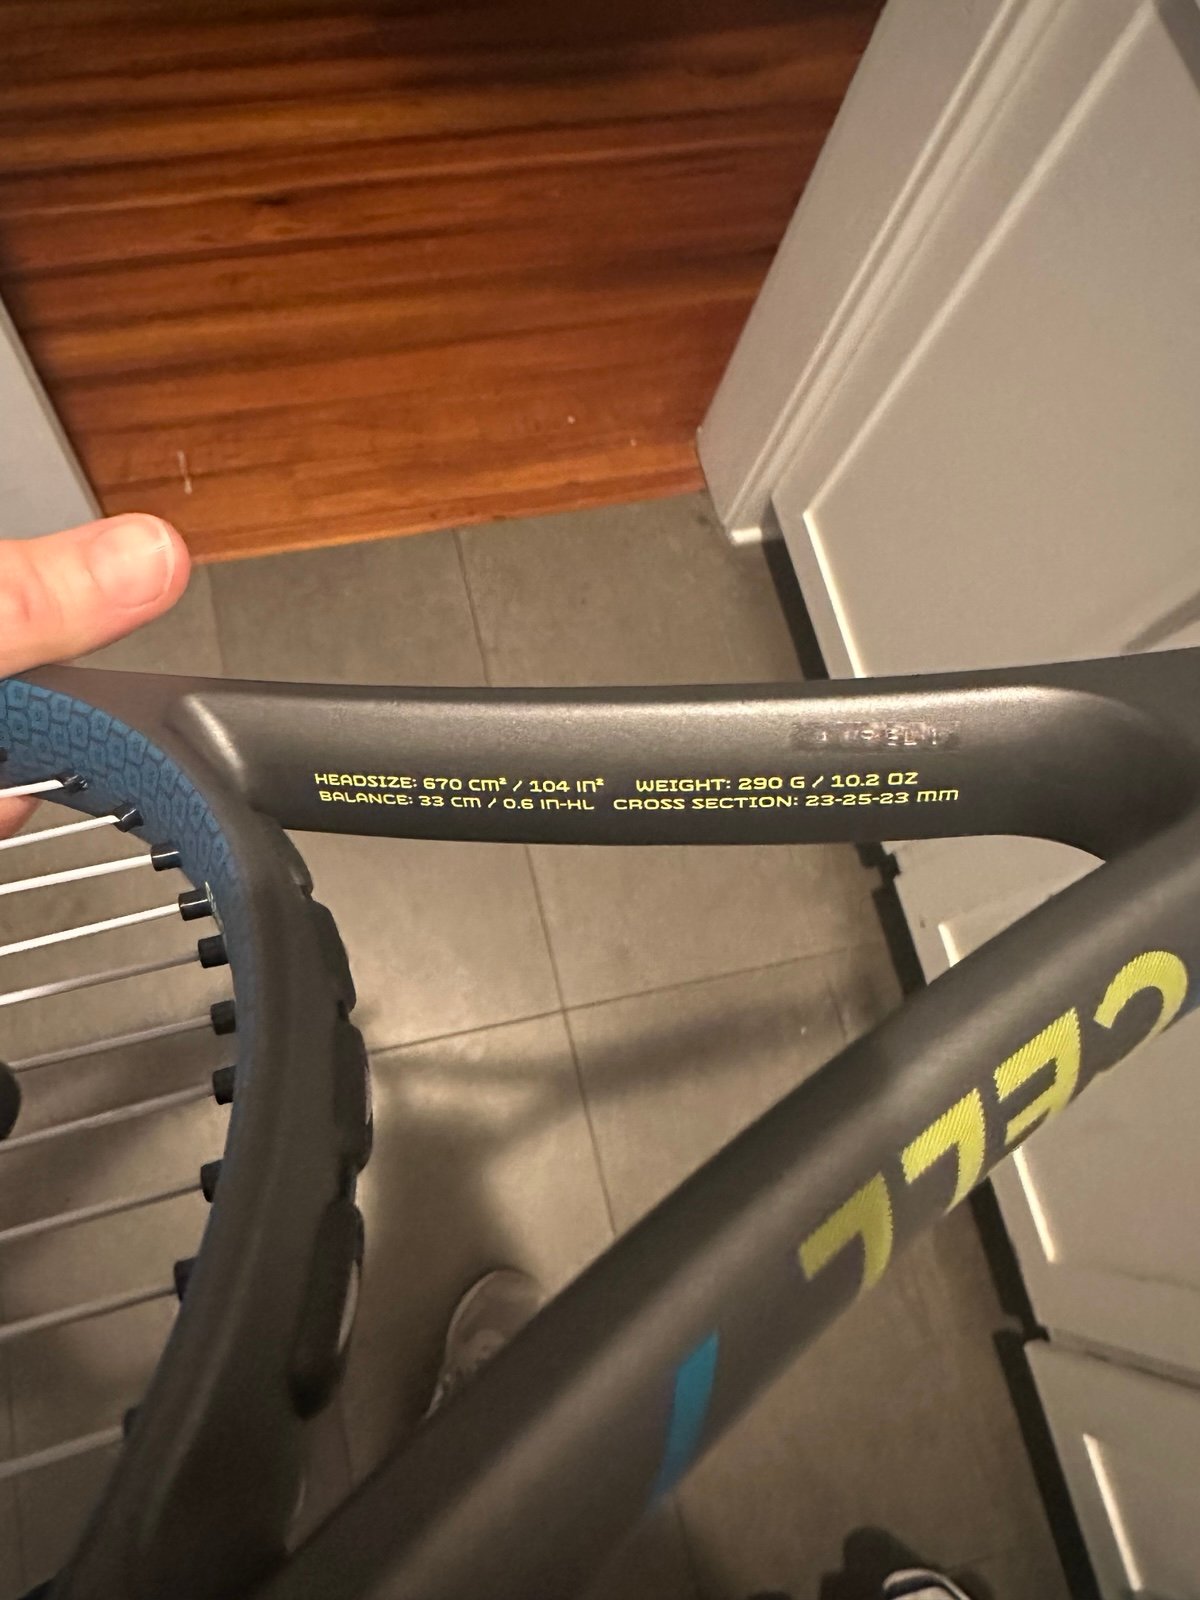 HEADSIZE: 670 cm² / 104 in² WEIGHT: 290 G / 10.2 OZ
BALANCE: 33 cm / 0.6 in-HL CROSS SECTION: 23-25-23 mm